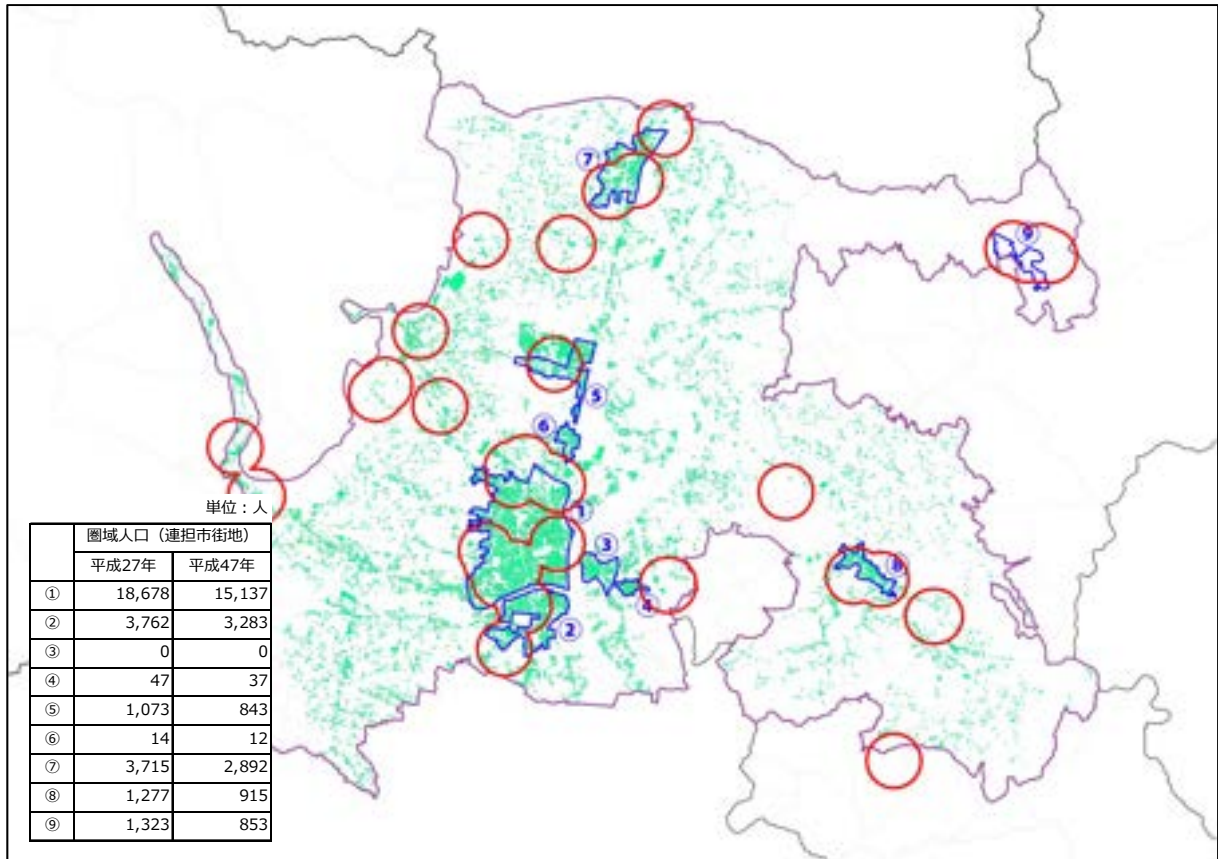 ⑦
⑨
⑤
⑥
単位：人
1
③
⑧
4
②
圏域人口（連担市街地）
平成27年 平成47年
① 18,678 15,137
② 3,762 3,283
③ 0 0
④ 47 37
⑤ 1,073 843
⑥ 14 12
⑦ 3,715 2,892
⑧ 1,277 915
⑨ 1,323 853